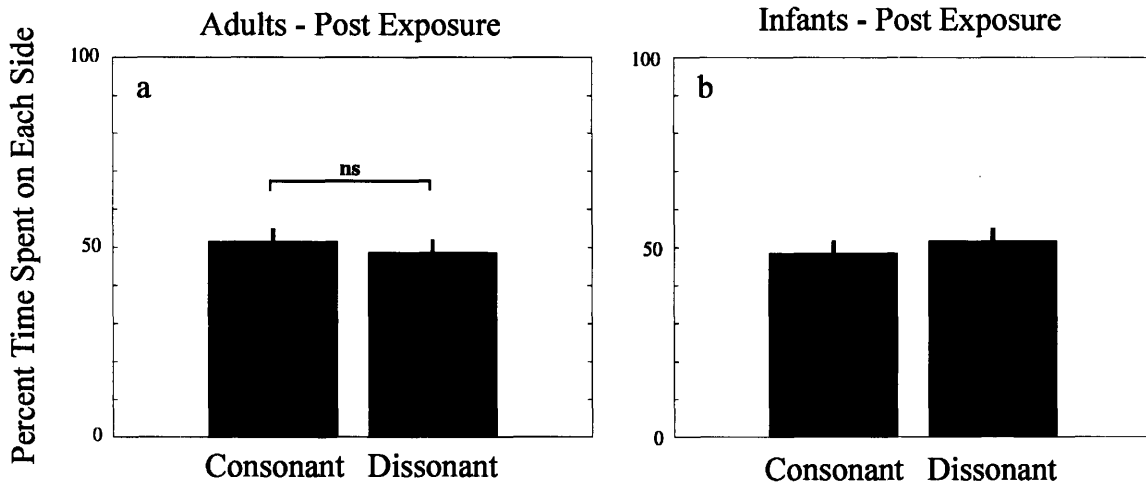 Adults - Post Exposure
Infants - Post Exposure
Percent Time Spent on Each Side
100
50
0
a
ns
Consonant Dissonant
100
50
0
b
Consonant Dissonant